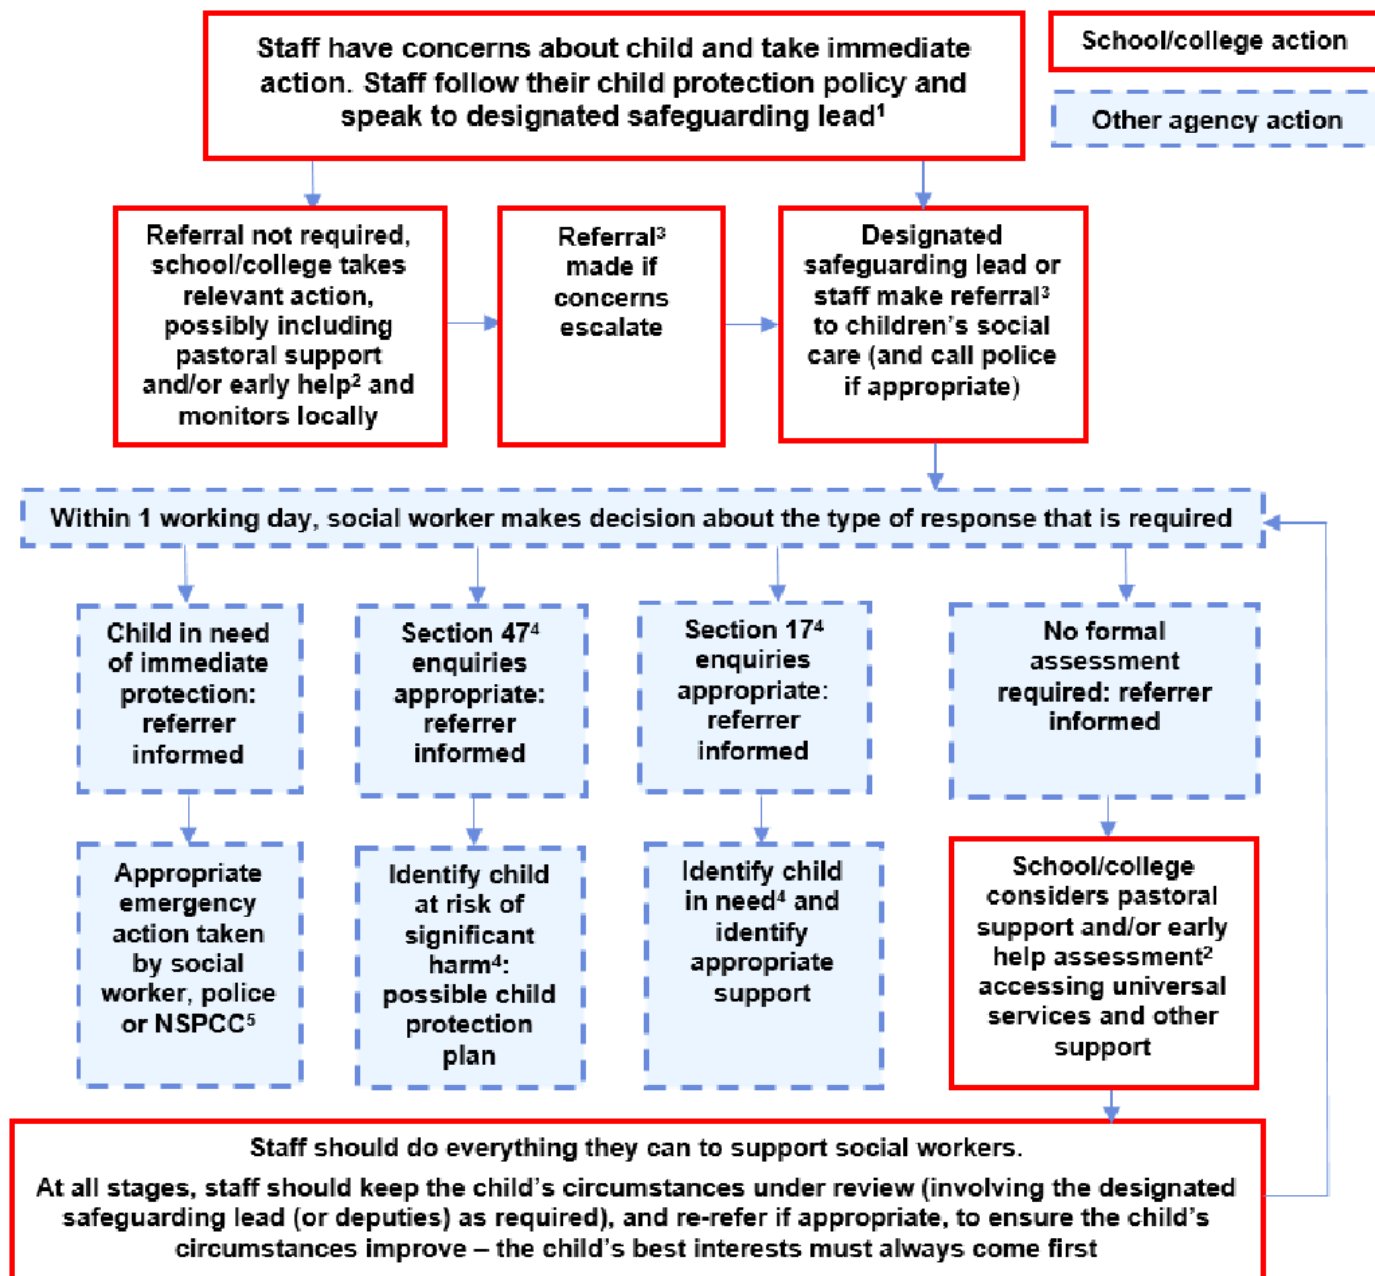 Staff have concerns about child and take immediate
action. Staff follow their child protection policy and
speak to designated safeguarding lead¹
School/college action
Other agency action
Referral not required,
school/college takes
relevant action,
possibly including
pastoral support
and/or early help² and
monitors locally
Referral³
made if
concerns
escalate
Designated
safeguarding lead or
staff make referral³
to children’s social
care (and call police
if appropriate)
Within 1 working day, social worker makes decision about the type of response that is required
Child in need
of immediate
protection:
referrer
informed
Section 47⁴
enquiries
appropriate:
referrer
informed
Section 17⁴
enquiries
appropriate:
referrer
informed
No formal
assessment
required: referrer
informed
Appropriate
emergency
action taken
by social
worker, police
or NSPCC⁵
Identify child
at risk of
significant
harm⁴:
possible child
protection
plan
Identify child
in need⁴ and
identify
appropriate
support
School/college
considers pastoral
support and/or early
help assessment²
accessing universal
services and other
support
Staff should do everything they can to support social workers.
At all stages, staff should keep the child’s circumstances under review (involving the designated
safeguarding lead (or deputies) as required), and re-refer if appropriate, to ensure the child’s
circumstances improve – the child’s best interests must always come first